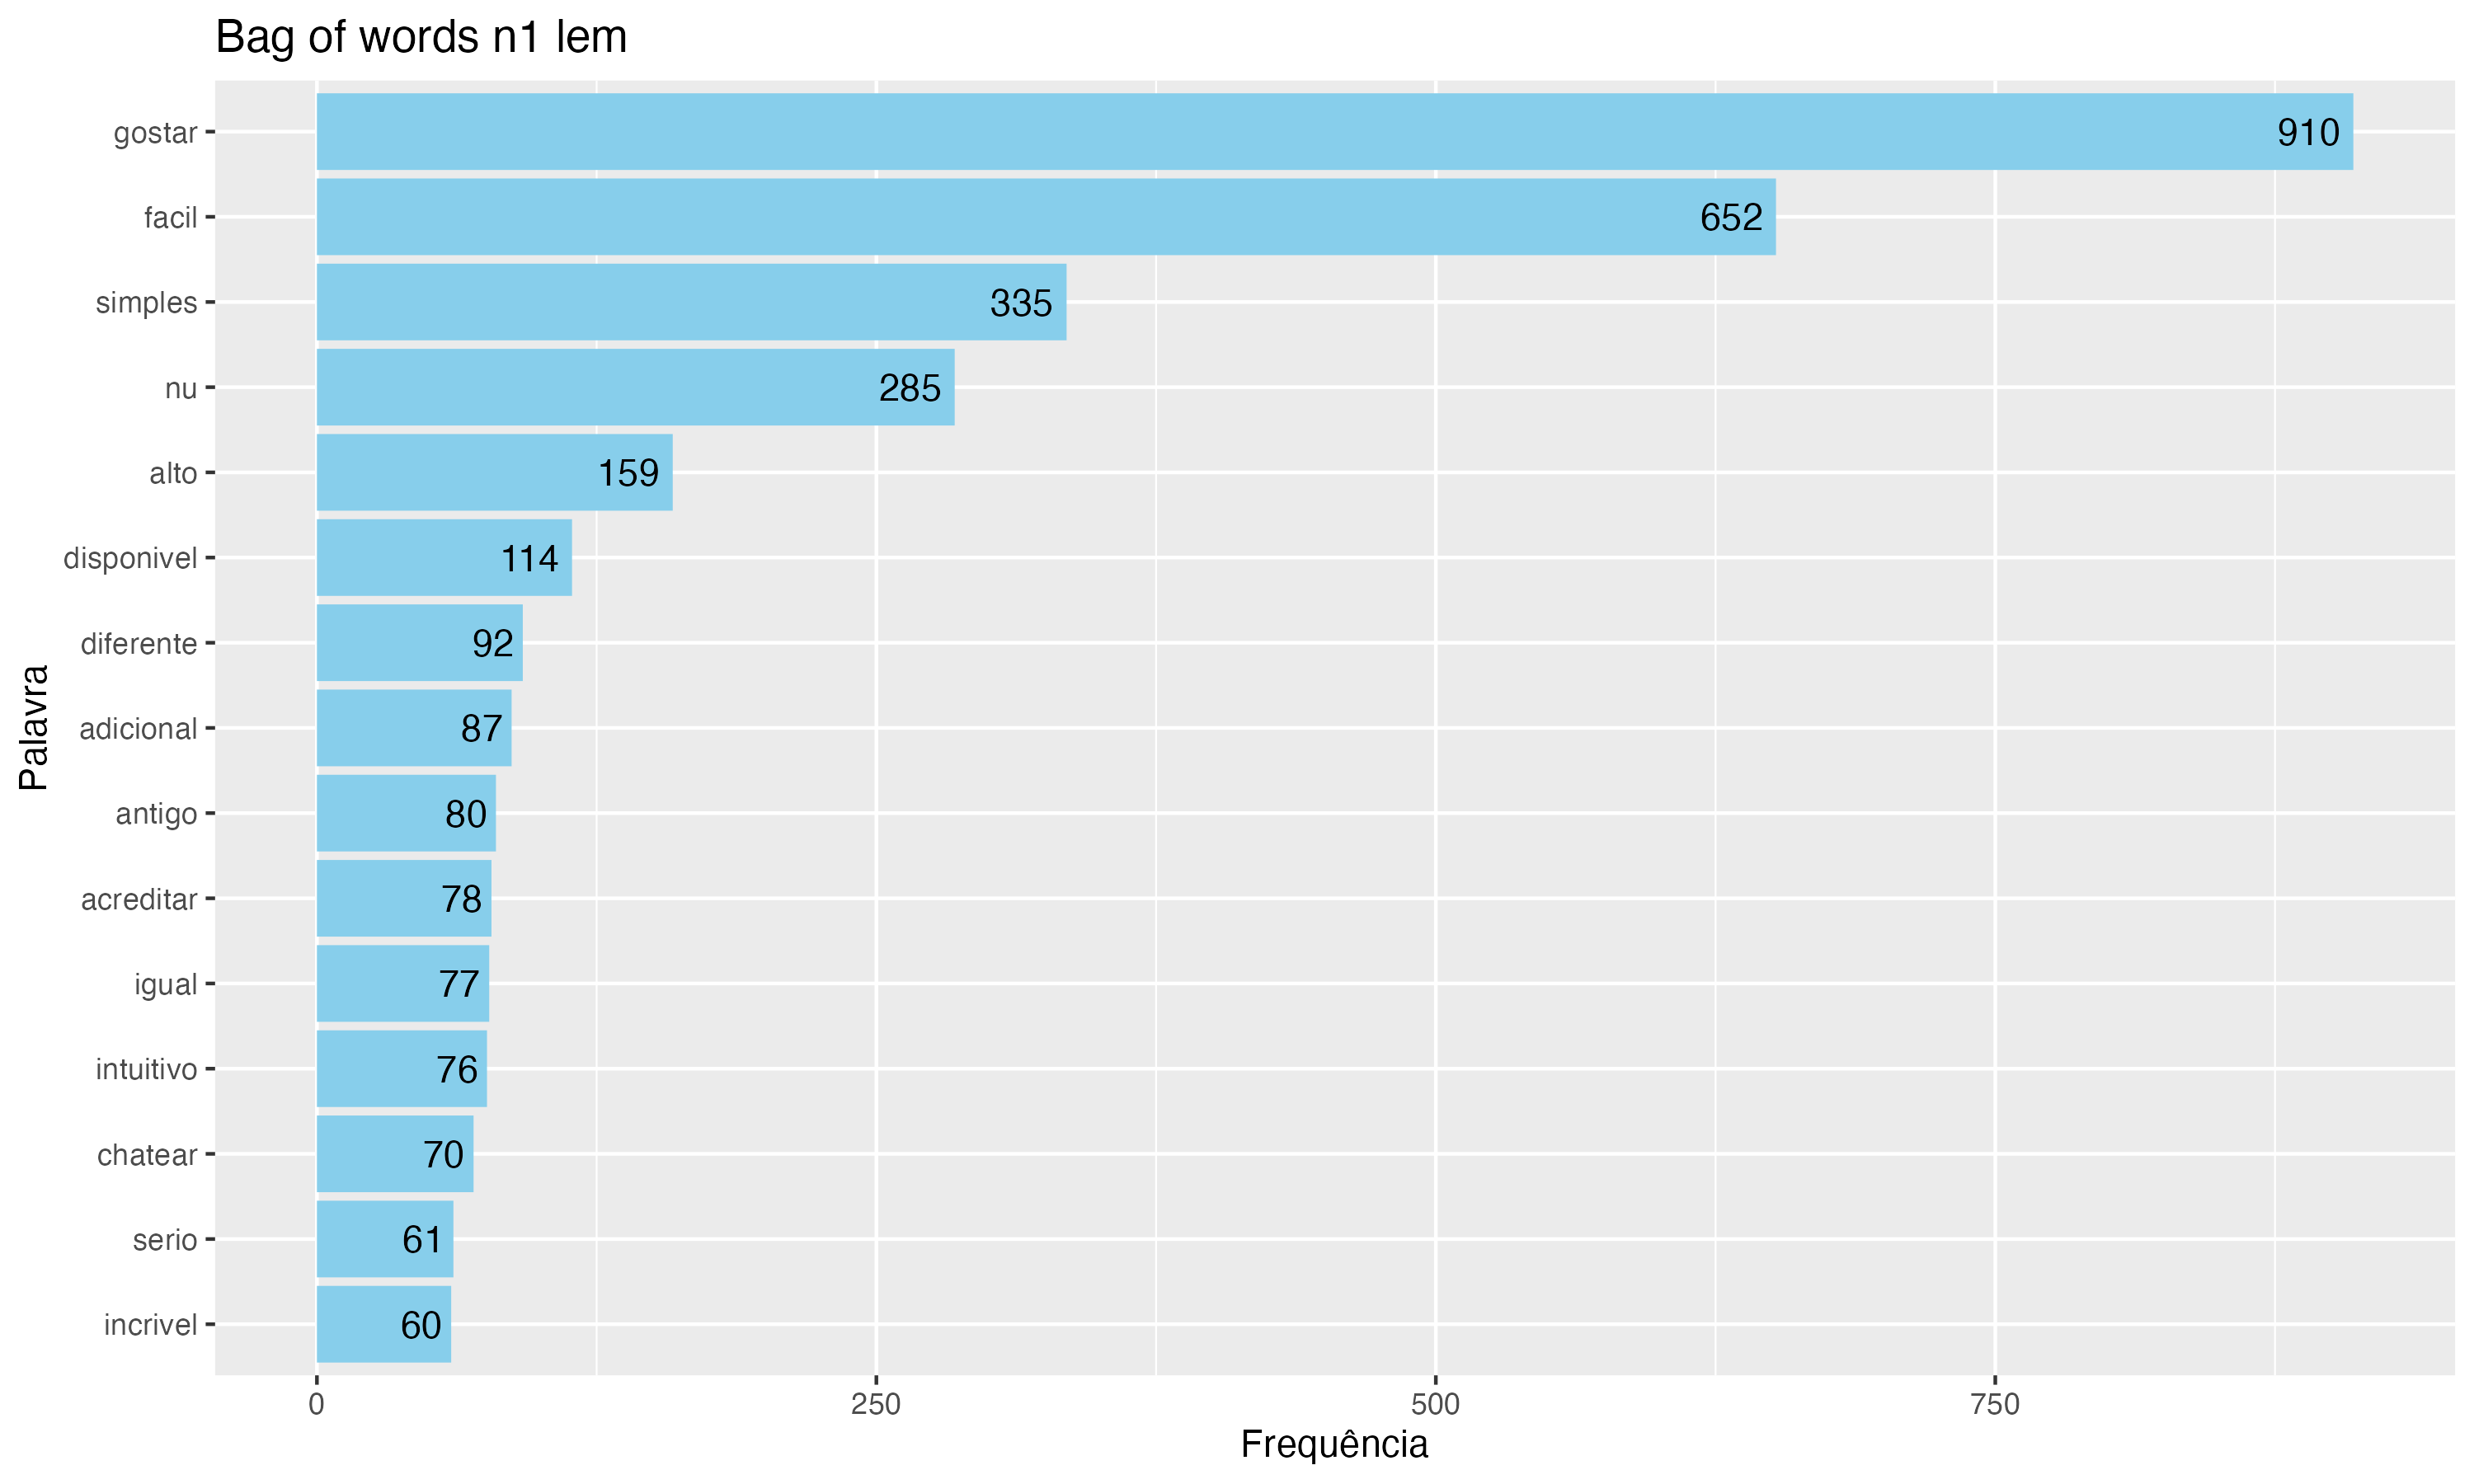 Bag of words n1 lem
Palavra
gostar 910
facil 652
simples 335
nu 285
alto 159
disponivel 114
diferente 92
adicional 87
antigo 80
acreditar 78
igual 77
intuitivo 76
chatear 70
serio 61
incrivel 60
0 250 500 750
Frequência